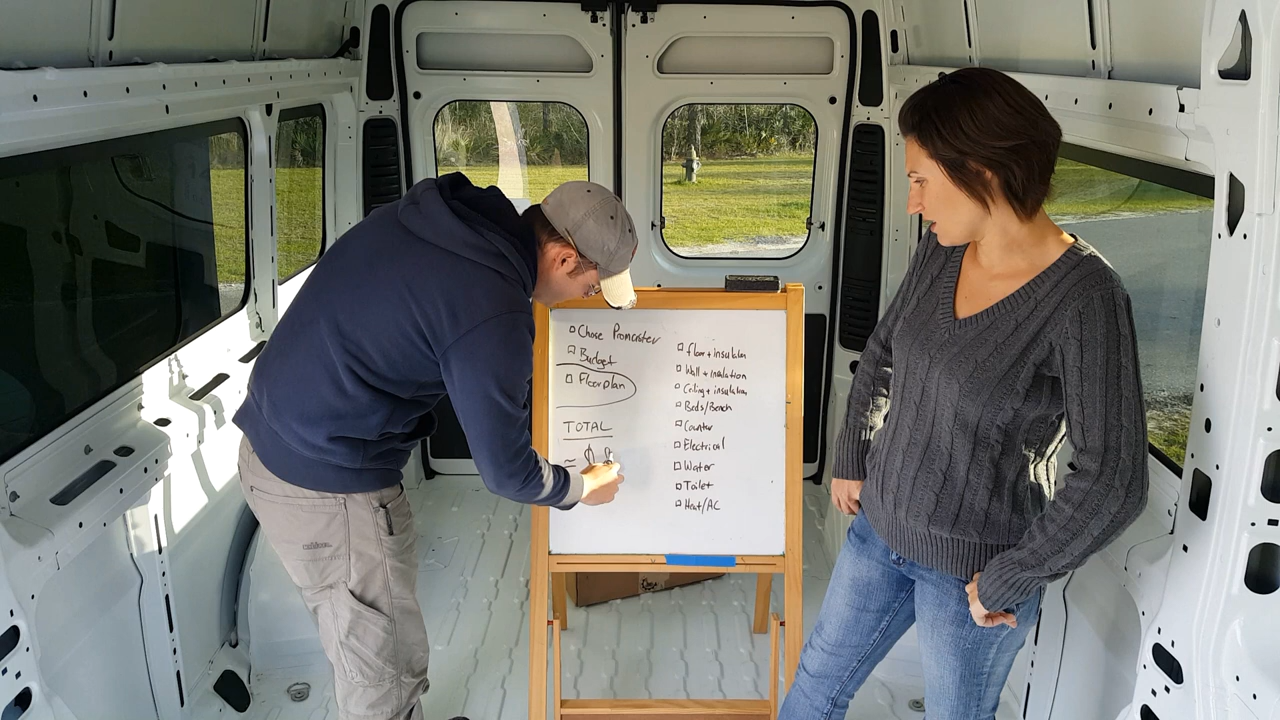 Chose Promaster
Budget
Floorplan
TOTAL
≈ $
Floor + insulation
Wall + insulation
Ceiling + insulation
Beds/Bench
Counter
Electrical
Water
Toilet
Heat/AC